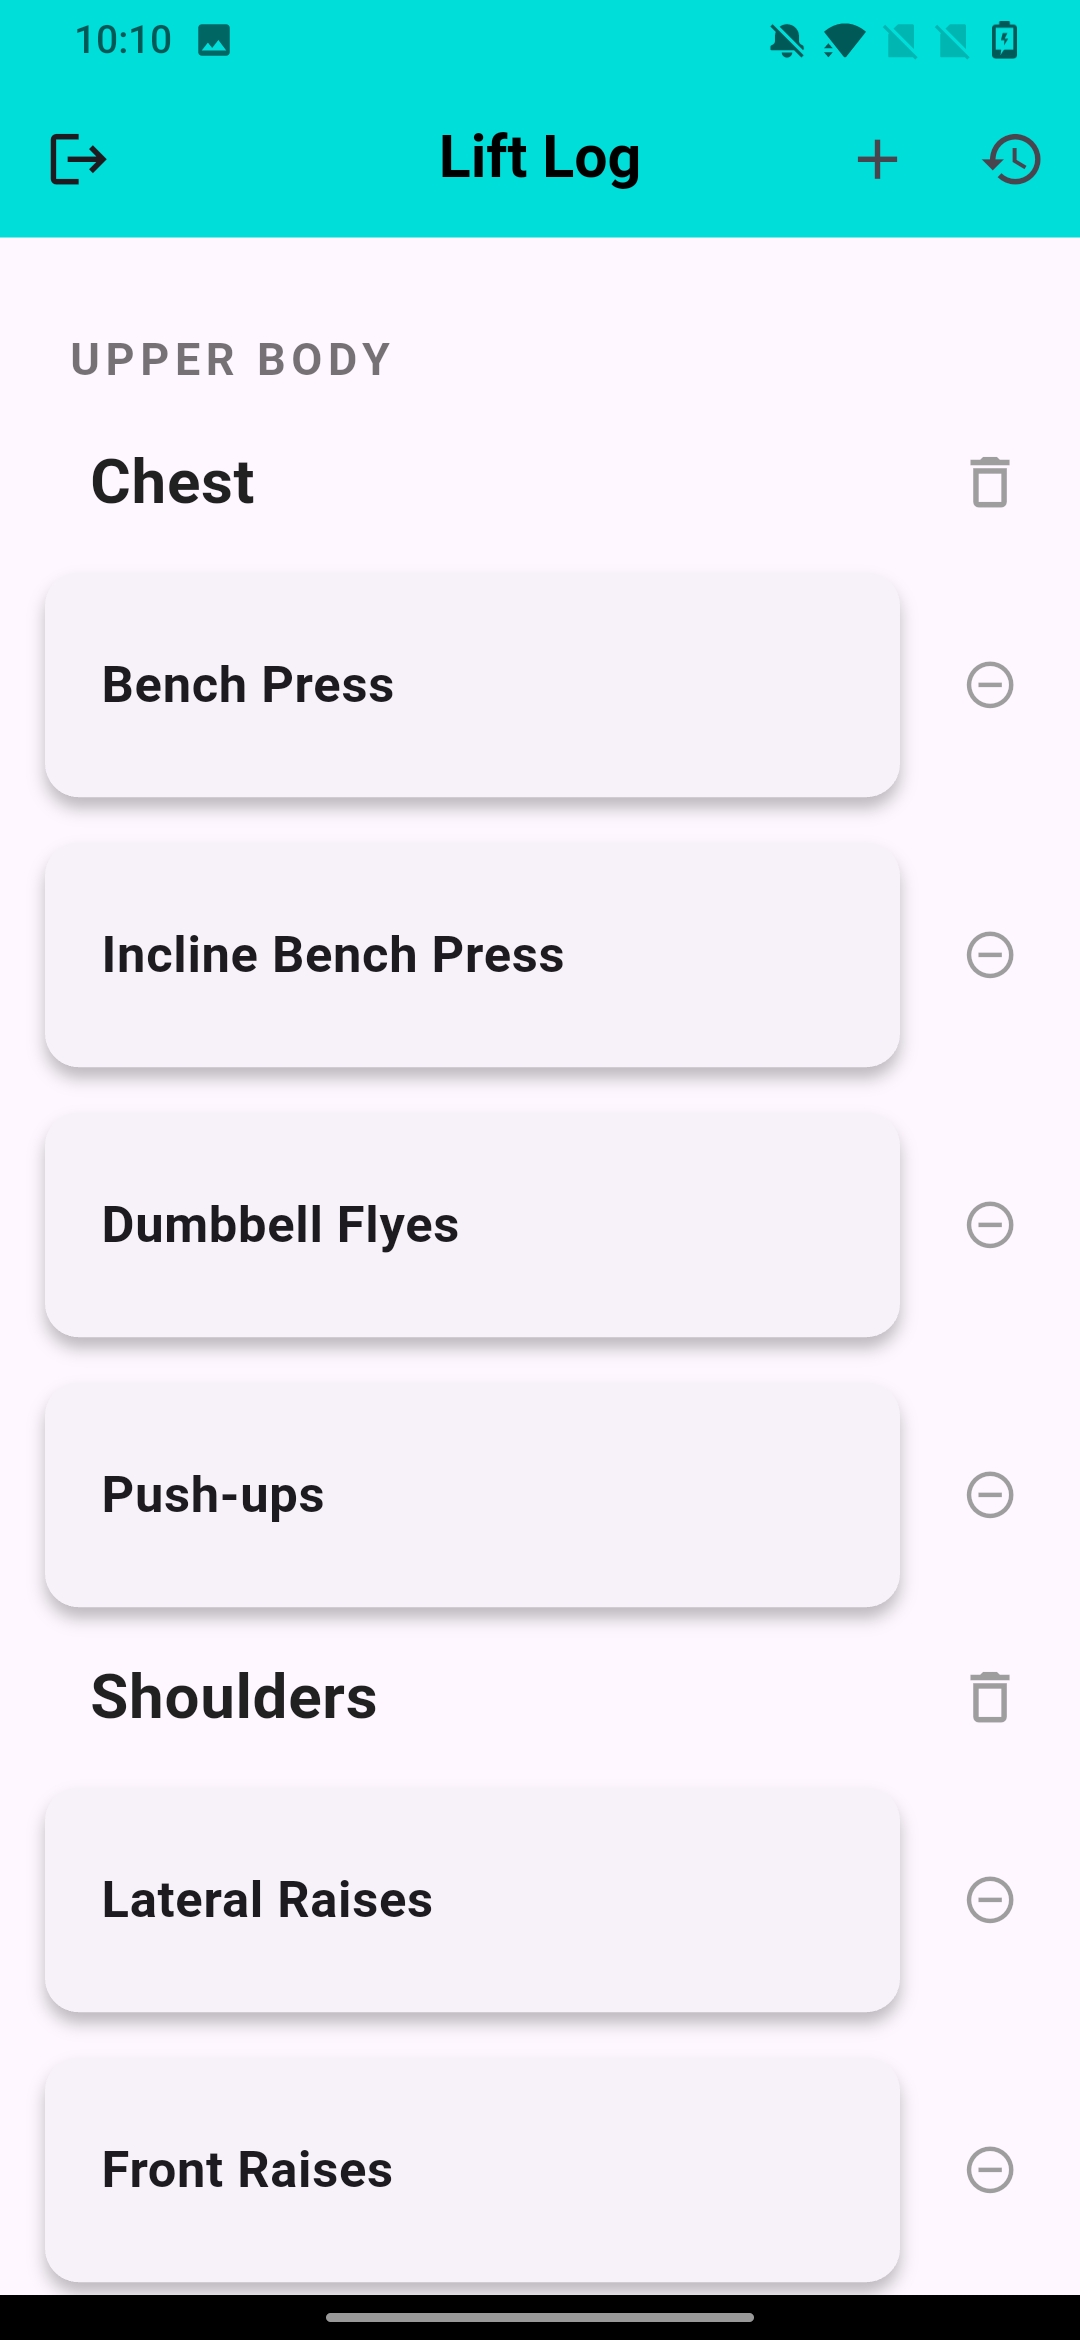 10:10
Lift Log
UPPER BODY
Chest
Bench Press
Incline Bench Press
Dumbbell Flyes
Push-ups
Shoulders
Lateral Raises
Front Raises